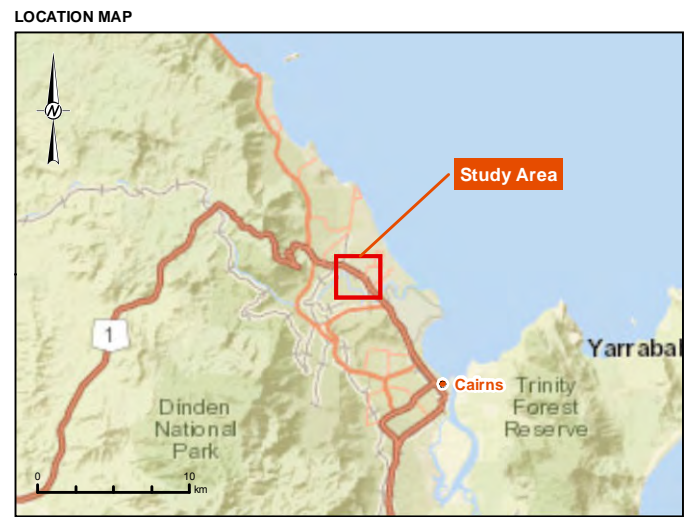 LOCATION MAP
N
Study Area
1
Yarrabal
Cairns
Trinity
Forest
Reserve
Dinden
National
Park
0
10
km